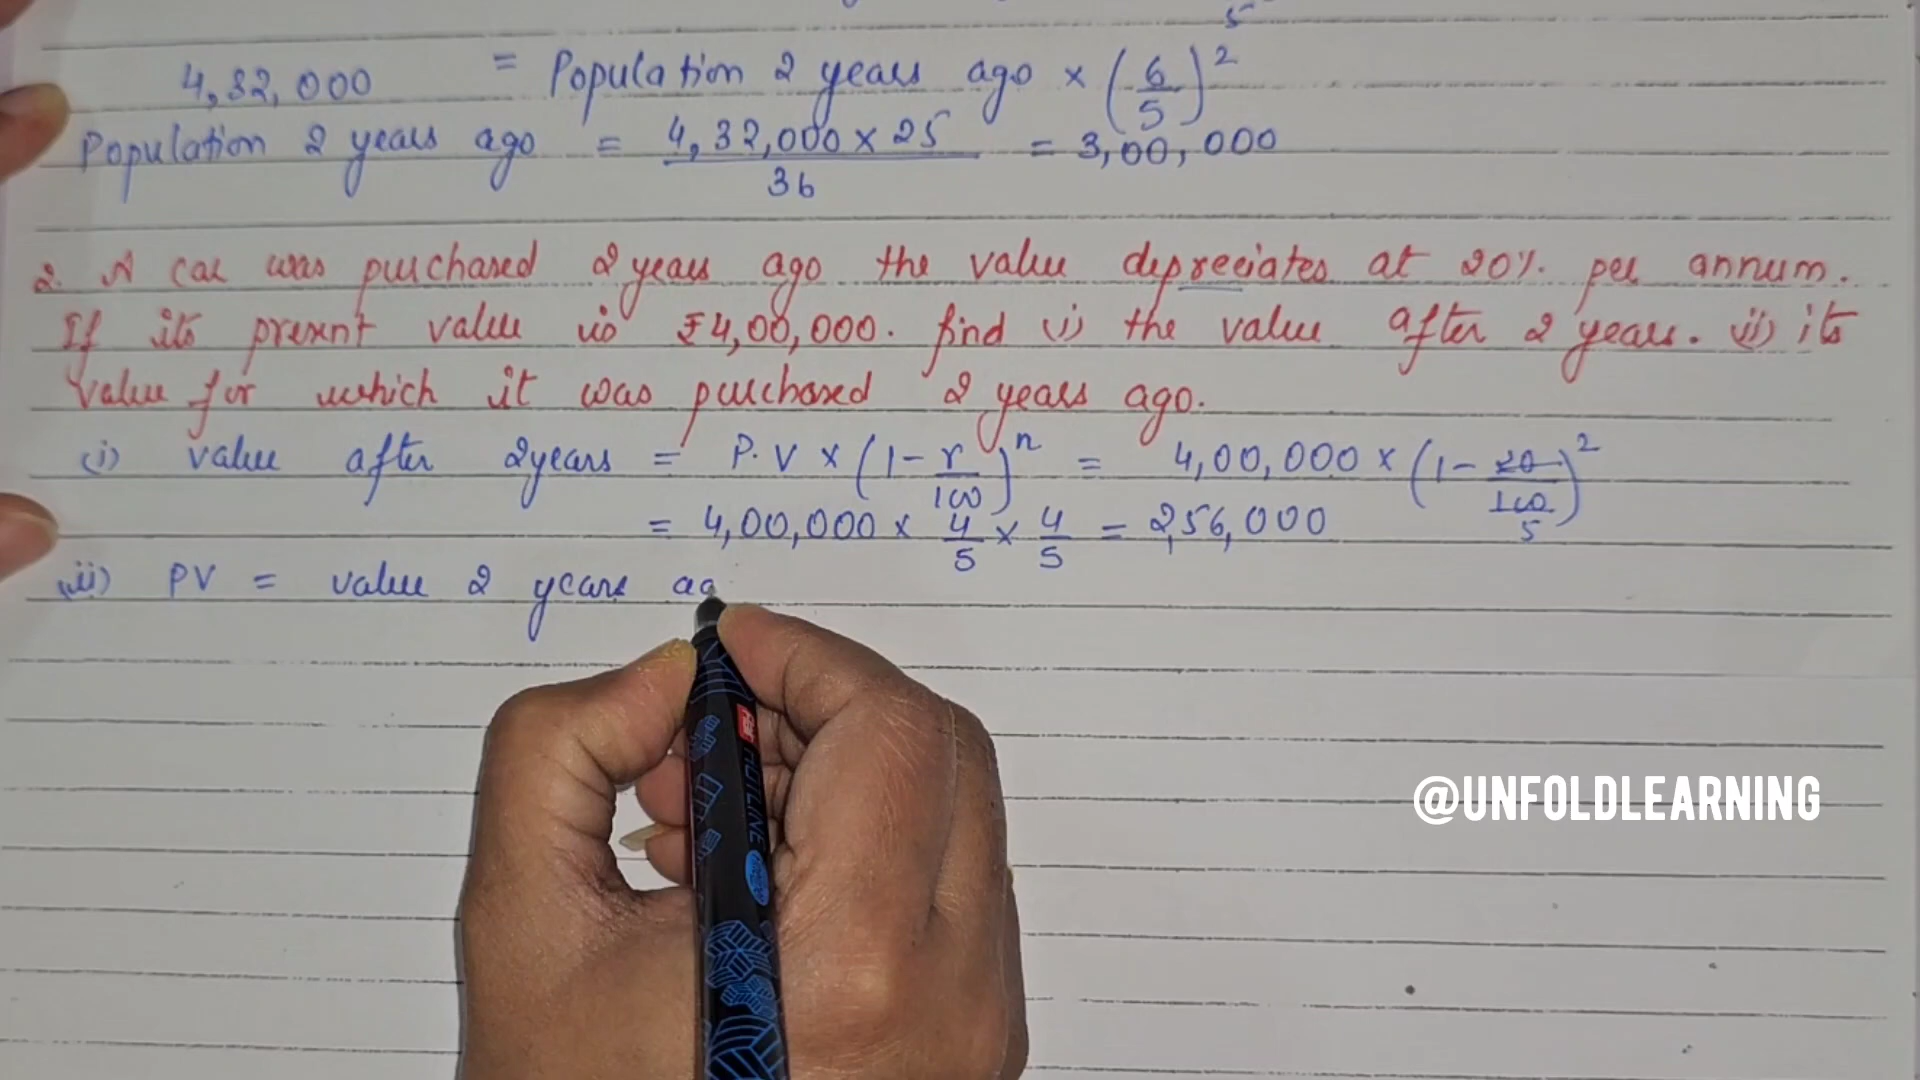 5
4,32,000 = Population 2 years ago × (6/5)^2
Population 2 years ago = 4,32,000 × 25 / 36 = 3,00,000
2. A car was purchased 2 years ago the value depreciates at 20% per annum.
If its present value is ₹4,00,000. find (i) the value after 2 years. (ii) its
value for which it was purchased 2 years ago.
(i) value after 2 years = P.V × (1 - r/100)^n = 4,00,000 × (1 - 20/100)^2
5
= 4,00,000 × 4/5 × 4/5 = 2,56,000
(ii) PV = value 2 years ag
@UNFOLDLEARNING